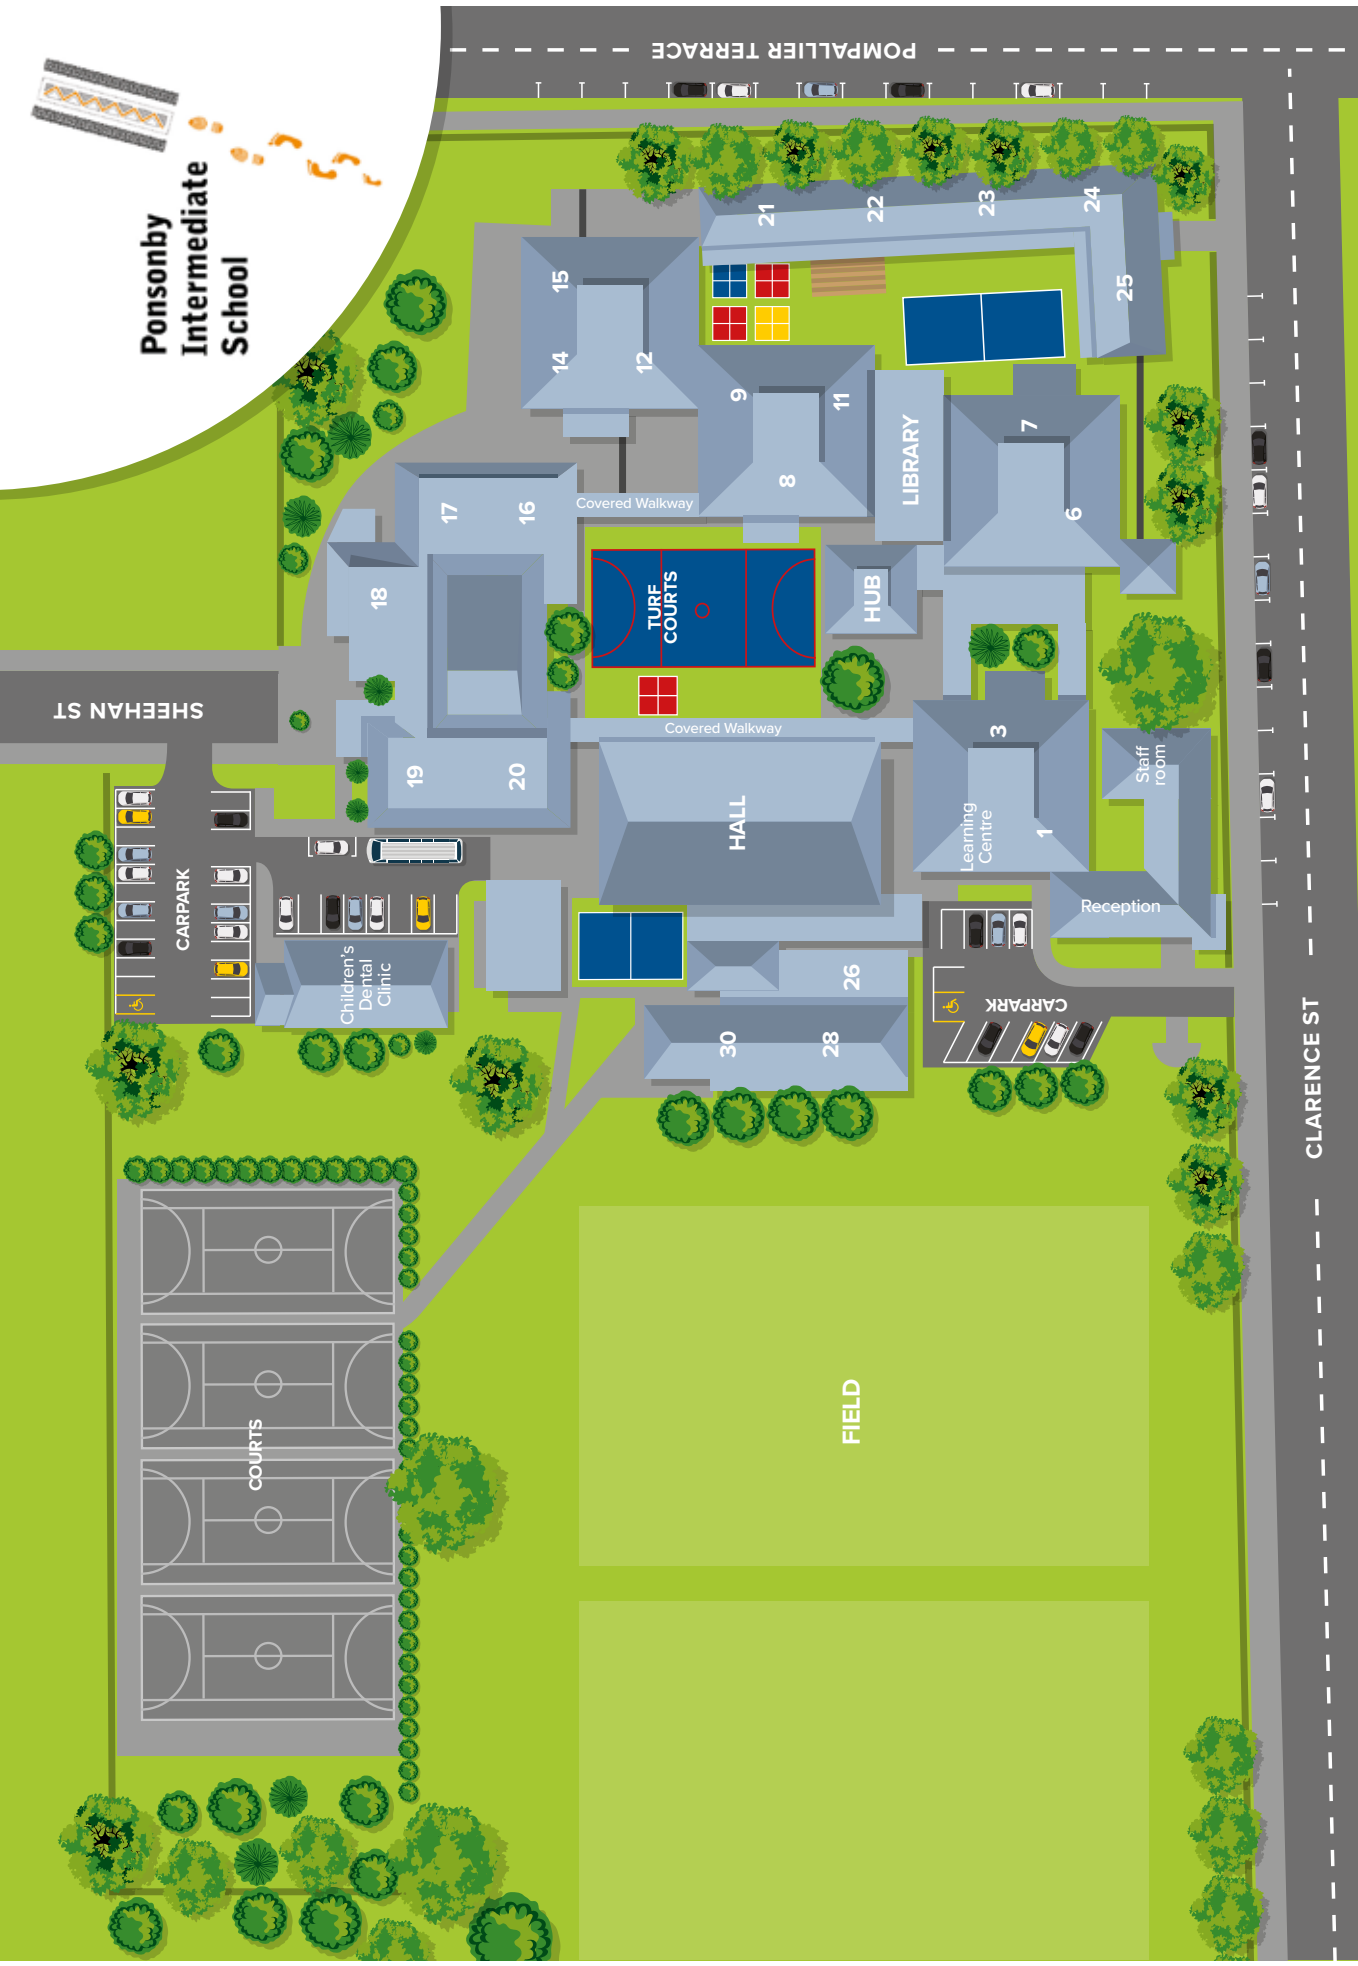 Ponsonby
Intermediate
School
POMPALLIER TERRACE
21
22
23
24
25
15
14
12
9
11
8
LIBRARY
7
6
17
16
Covered Walkway
18
TURF
COURTS
HUB
SHEEHAN ST
Covered Walkway
19
20
HALL
3
Learning
Centre
1
Staff
room
Reception
CARPARK
Children's
Dental
Clinic
26
30
28
CARPARK
CLARENCE ST
COURTS
FIELD